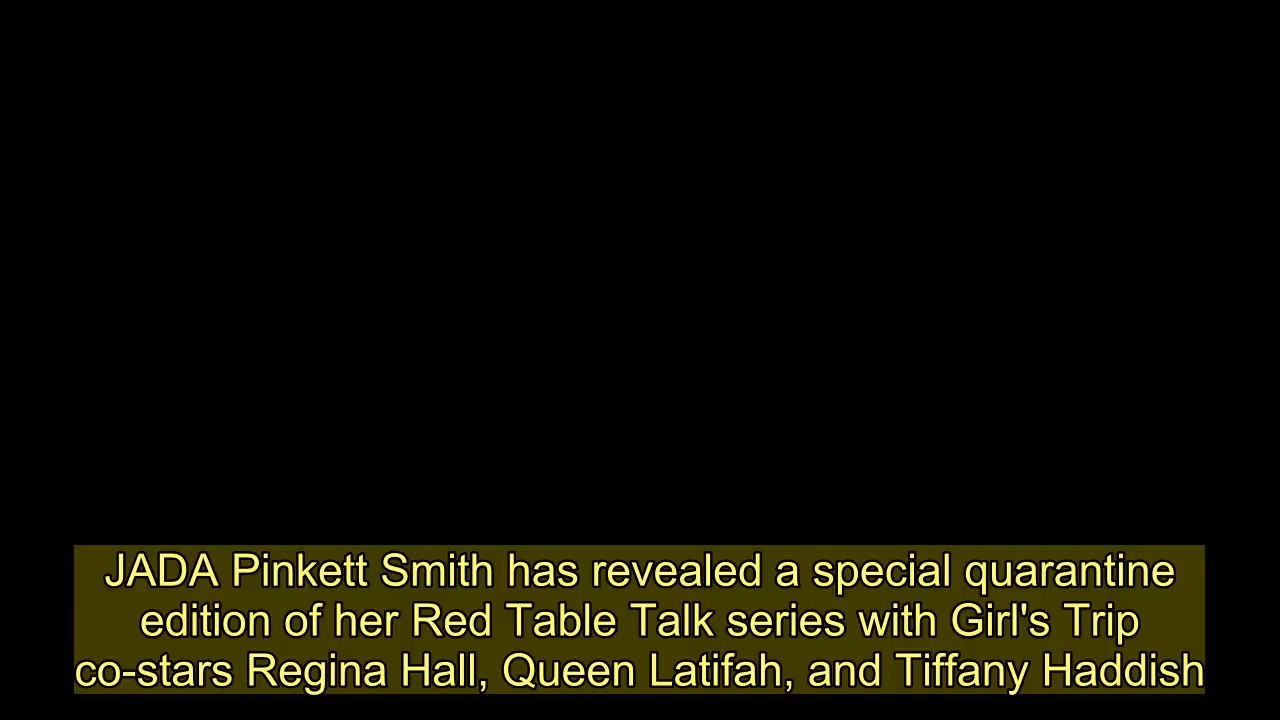 JADA Pinkett Smith has revealed a special quarantine
edition of her Red Table Talk series with Girl's Trip
co-stars Regina Hall, Queen Latifah, and Tiffany Haddish